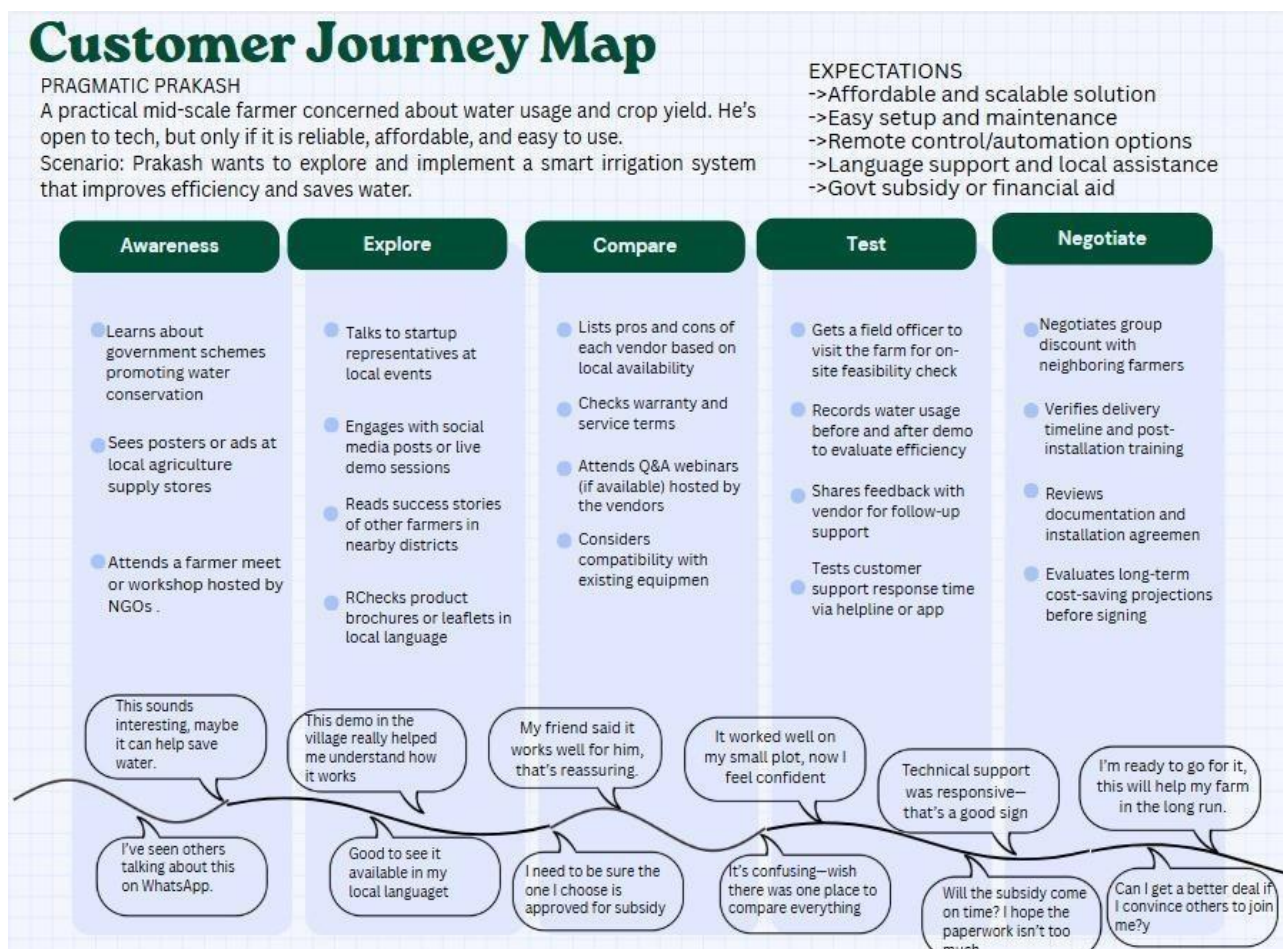 Customer Journey Map
PRAGMATIC PRAKASH
A practical mid-scale farmer concerned about water usage and crop yield. He's
open to tech, but only if it is reliable, affordable, and easy to use.
Scenario: Prakash wants to explore and implement a smart irrigation system
that improves efficiency and saves water.
EXPECTATIONS
->Affordable and scalable solution
->Easy setup and maintenance
->Remote control/automation options
->Language support and local assistance
->Govt subsidy or financial aid
Awareness
Learns about
government schemes
promoting water
conservation
Sees posters or ads at
local agriculture
supply stores
Attends a farmer meet
or workshop hosted by
NGOs .
Explore
Talks to startup
representatives at
local events
Engages with social
media posts or live
demo sessions
Reads success stories
of other farmers in
nearby districts
RChecks product
brochures or leaflets in
local language
Compare
Lists pros and cons of
each vendor based on
local availability
Checks warranty and
service terms
Attends Q&A webinars
(if available) hosted by
the vendors
Considers
compatibility with
existing equipmen
Test
Gets a field officer to
visit the farm for on-
site feasibility check
Records water usage
before and after demo
to evaluate efficiency
Shares feedback with
vendor for follow-up
support
Tests customer
support response time
via helpline or app
Negotiate
Negotiates group
discount with
neighboring farmers
Verifies delivery
timeline and post-
installation training
Reviews
documentation and
installation agreemen
Evaluates long-term
cost-saving projections
before signing
This sounds
interesting, maybe
it can help save
water.
This demo in the
village really helped
me understand how
it works
My friend said it
works well for him,
that's reassuring.
It worked well on
my small plot, now I
feel confident
Technical support
was responsive—
that's a good sign
I'm ready to go for it,
this will help my farm
in the long run.
I've seen others
talking about this
on WhatsApp.
Good to see it
available in my
local languaget
I need to be sure the
one I choose is
approved for subsidy
It's confusing—wish
there was one place to
compare everything
Will the subsidy come
on time? I hope the
paperwork isn't too
Can I get a better deal if
I convince others to join
me?y